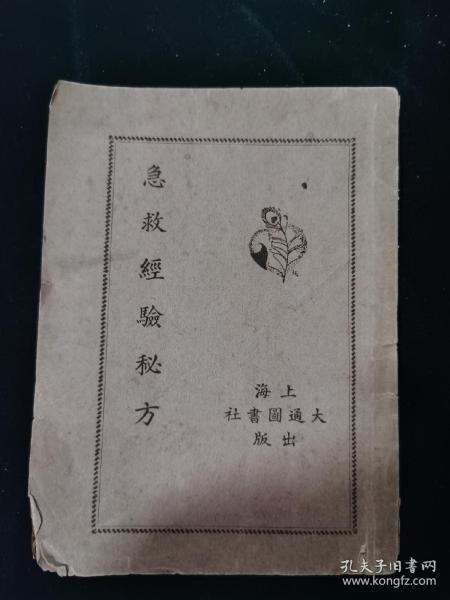 急救經驗秘方
上海
大通圖書社
出版
孔夫子旧书网
www.kongfz.com